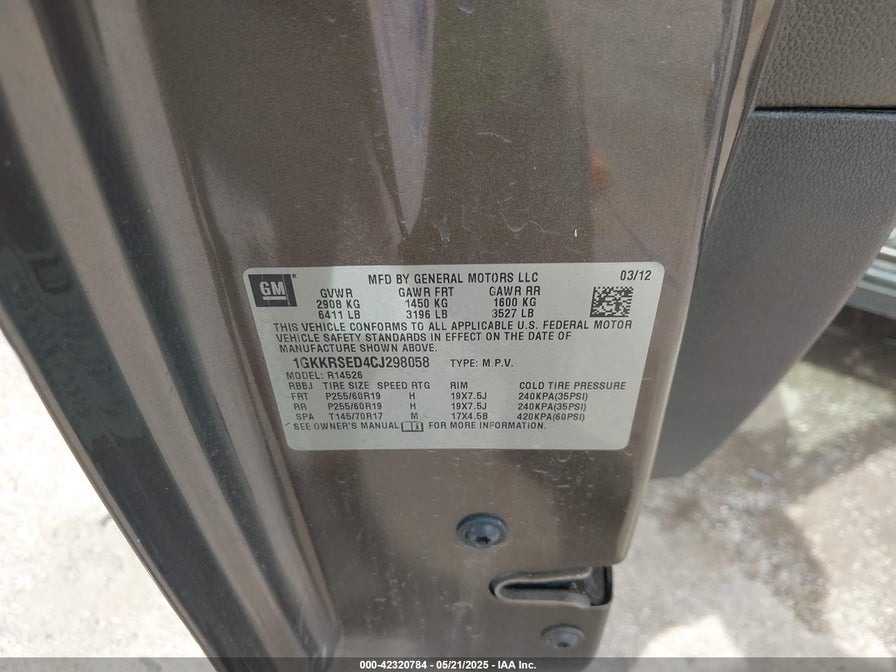 GM
MFD BY GENERAL MOTORS LLC 03/12
GVWR GAWR FRT GAWR RR
2908 KG 1450 KG 1600 KG
6411 LB 3196 LB 3527 LB
THIS VEHICLE CONFORMS TO ALL APPLICABLE U.S. FEDERAL MOTOR
VEHICLE SAFETY STANDARDS IN EFFECT ON THE DATE OF
MANUFACTURE SHOWN ABOVE.
1GKKRSED4CJ298058 TYPE: M.P.V.
MODEL: R14526
RBBJ TIRE SIZE SPEED RTG RIM COLD TIRE PRESSURE
FRT P255/60R19 H 19X7.5J 240KPA(35PSI)
RR P255/60R19 H 19X7.5J 240KPA(35PSI)
SPA T145/70R17 M 17X4.5B 420KPA(60PSI)
SEE OWNER'S MANUAL FOR MORE INFORMATION.
000-42320784 - 05/21/2025 - IAA Inc.